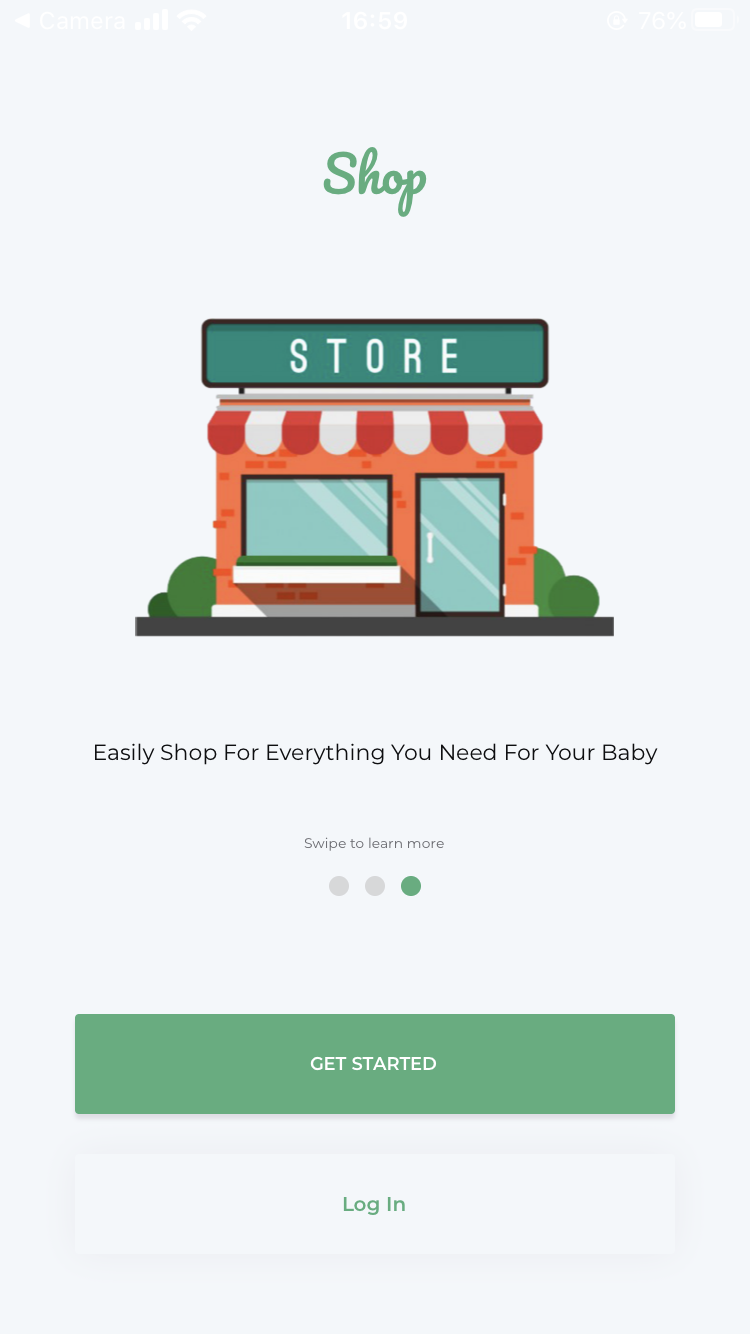 Camera 16:59 76%
Shop
STORE
Easily Shop For Everything You Need For Your Baby
Swipe to learn more
GET STARTED
Log In